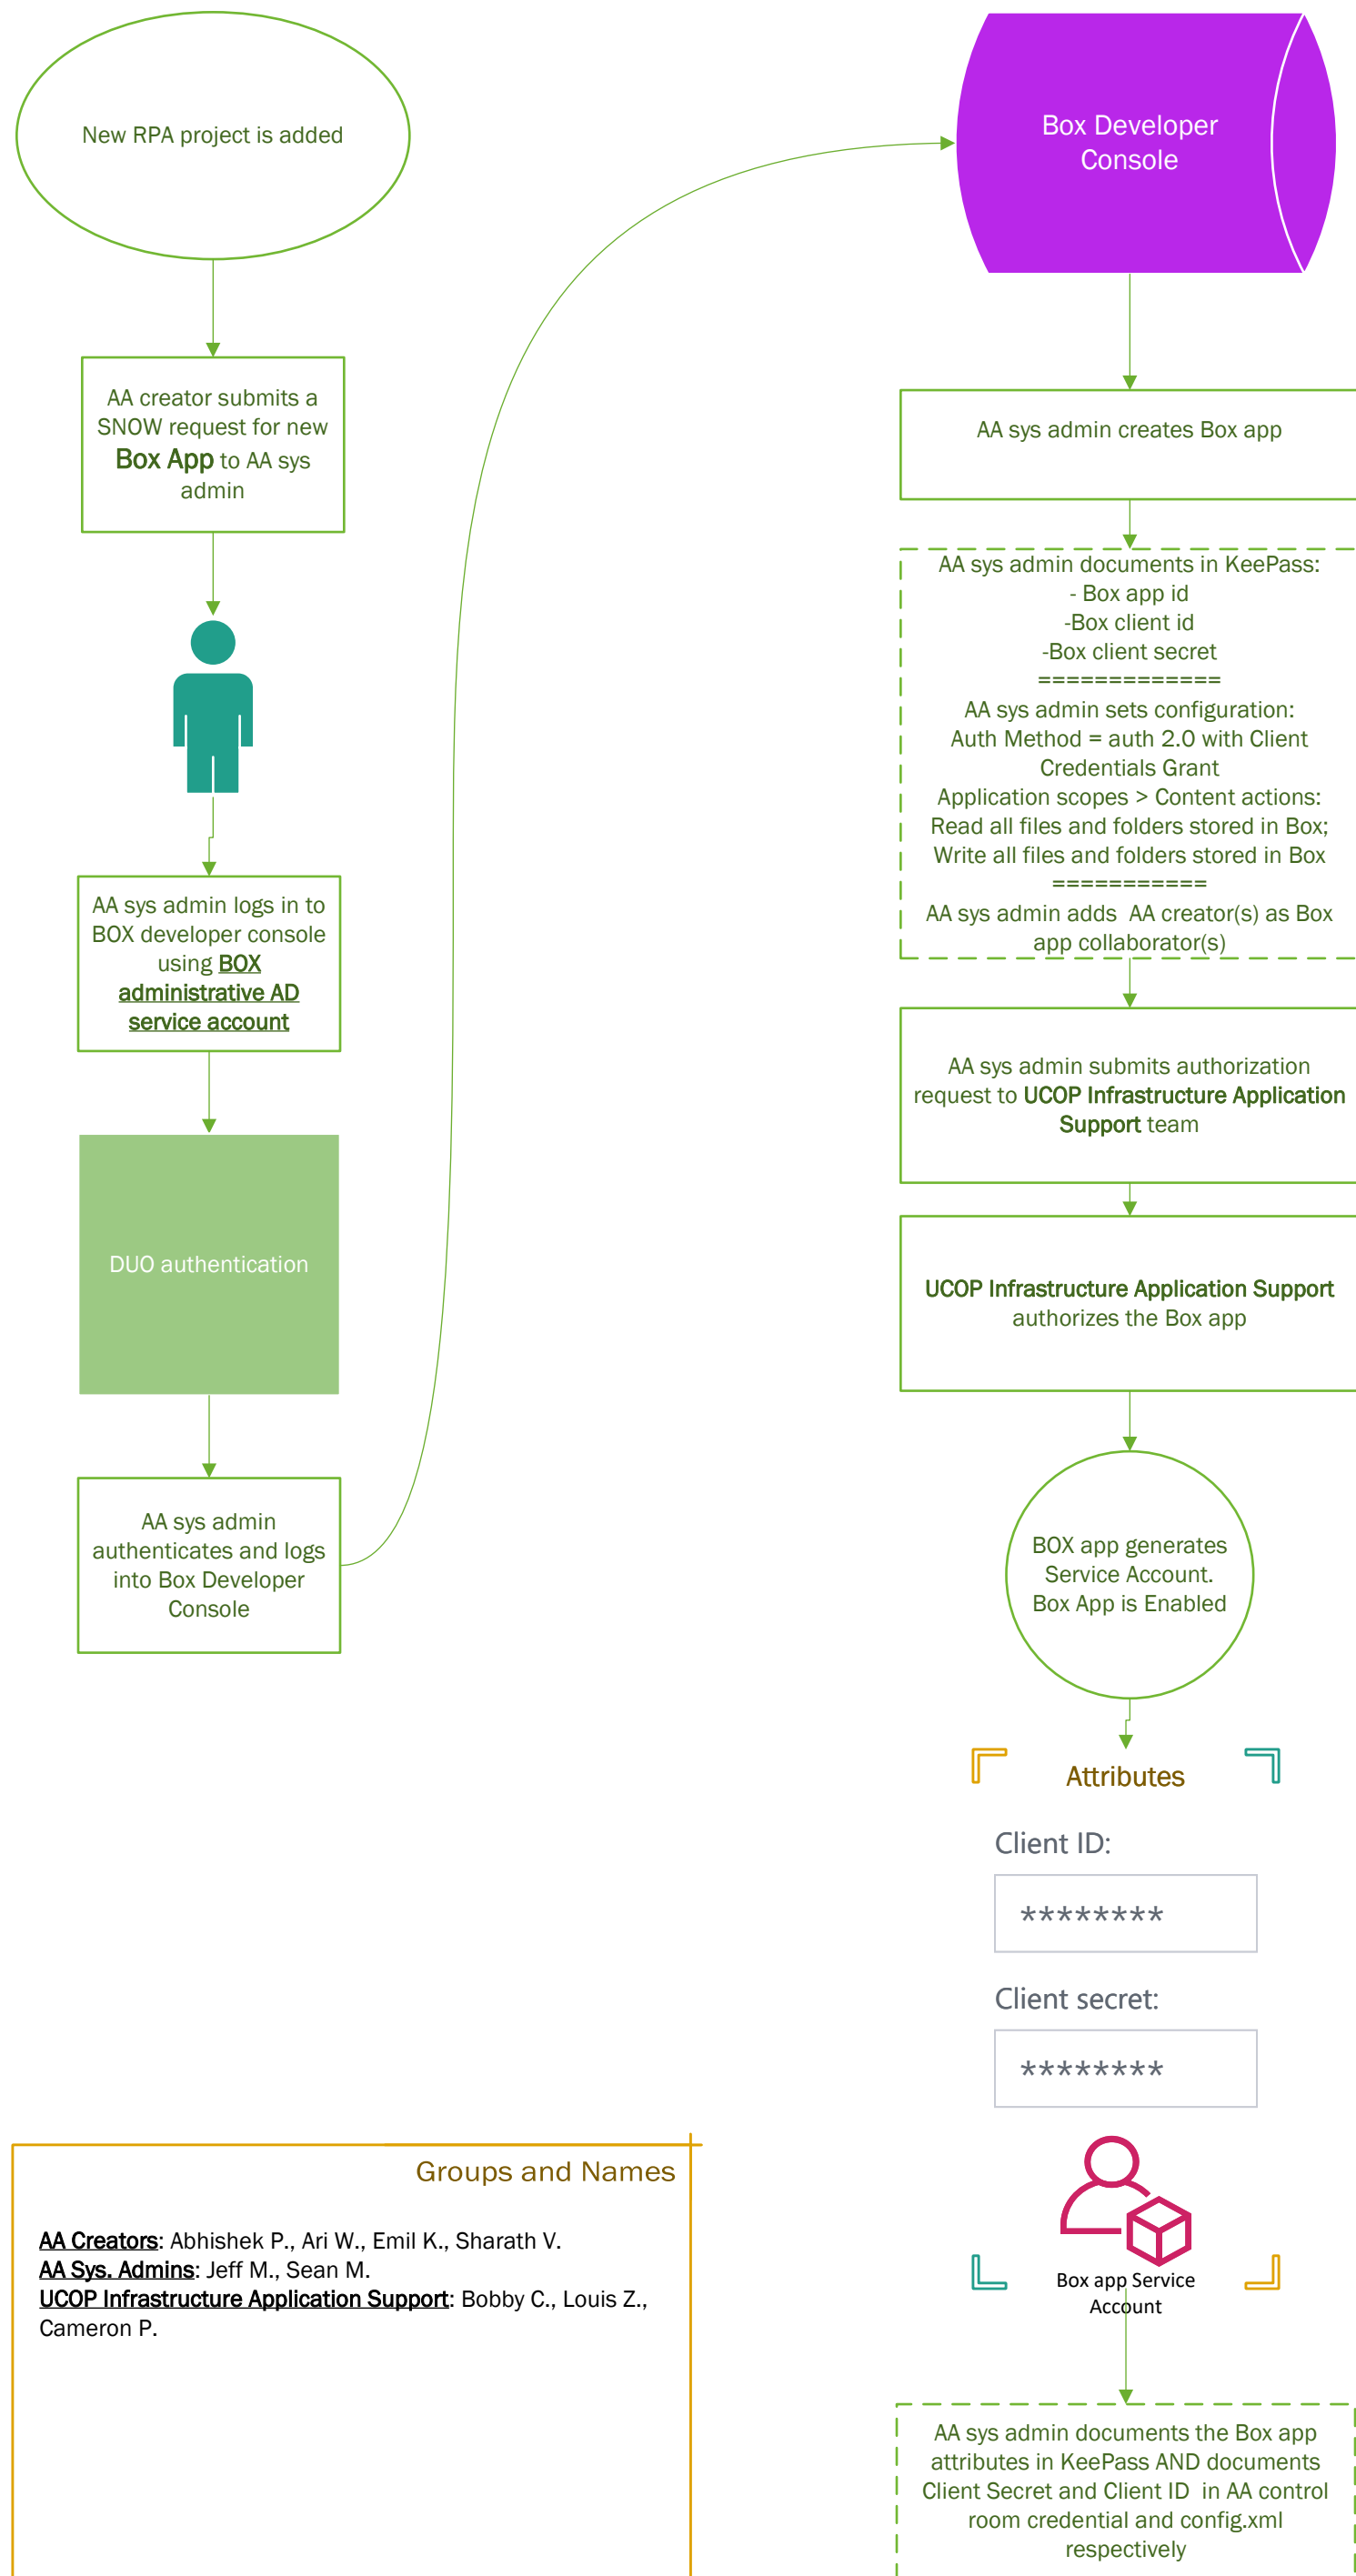 New RPA project is added
AA creator submits a
SNOW request for new
Box App to AA sys
admin
AA sys admin logs in to
BOX developer console
using BOX
administrative AD
service account
DUO authentication
AA sys admin
authenticates and logs
into Box Developer
Console
Box Developer
Console
AA sys admin creates Box app
AA sys admin documents in KeePass:
- Box app id
-Box client id
-Box client secret
=============
AA sys admin sets configuration:
Auth Method = auth 2.0 with Client
Credentials Grant
Application scopes > Content actions:
Read all files and folders stored in Box;
Write all files and folders stored in Box
===========
AA sys admin adds  AA creator(s) as Box
app collaborator(s)
AA sys admin submits authorization
request to UCOP Infrastructure Application
Support team
UCOP Infrastructure Application Support
authorizes the Box app
BOX app generates
Service Account.
Box App is Enabled
Attributes
Client ID:
********
Client secret:
********
Box app Service
Account
AA sys admin documents the Box app
attributes in KeePass AND documents
Client Secret and Client ID  in AA control
room credential and config.xml
respectively
Groups and Names
AA Creators: Abhishek P., Ari W., Emil K., Sharath V.
AA Sys. Admins: Jeff M., Sean M.
UCOP Infrastructure Application Support: Bobby C., Louis Z.,
Cameron P.